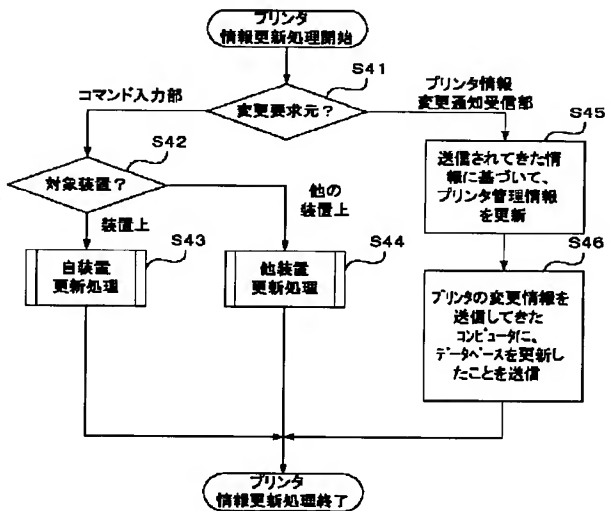 プリンタ
情報更新処理開始
S41
変更要求元?
コマンド入力部
プリンタ情報
変更通知受信部
S42
対象装置?
装置上
他の
装置上
S43
自装置
更新処理
S44
他装置
更新処理
S45
送信されてきた情
報に基づいて、
プリンタ管理情報
を更新
S46
プリンタの変更情報を
送信してきた
コンピュータに、
データベースを更新し
たことを送信
プリンタ
情報更新処理終了